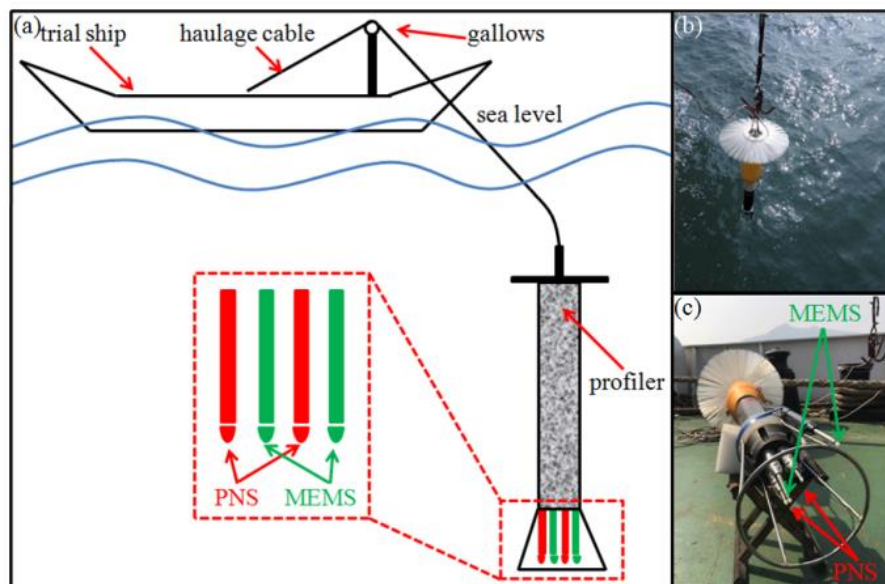 (a)
trial ship
haulage cable
gallows
sea level
profiler
PNS
MEMS
(b)
(c)
MEMS
PNS